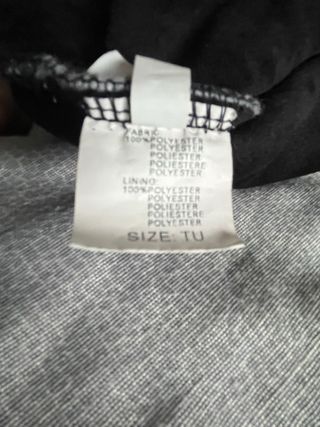 FABRIC:
100%POLYESTER
POLYESTER
POLIESTER
POLIESTERE
POLYESTER
LINING:
100%POLYESTER
POLYESTER
POLIESTER
POLIESTERE
POLYESTER
SIZE: TU